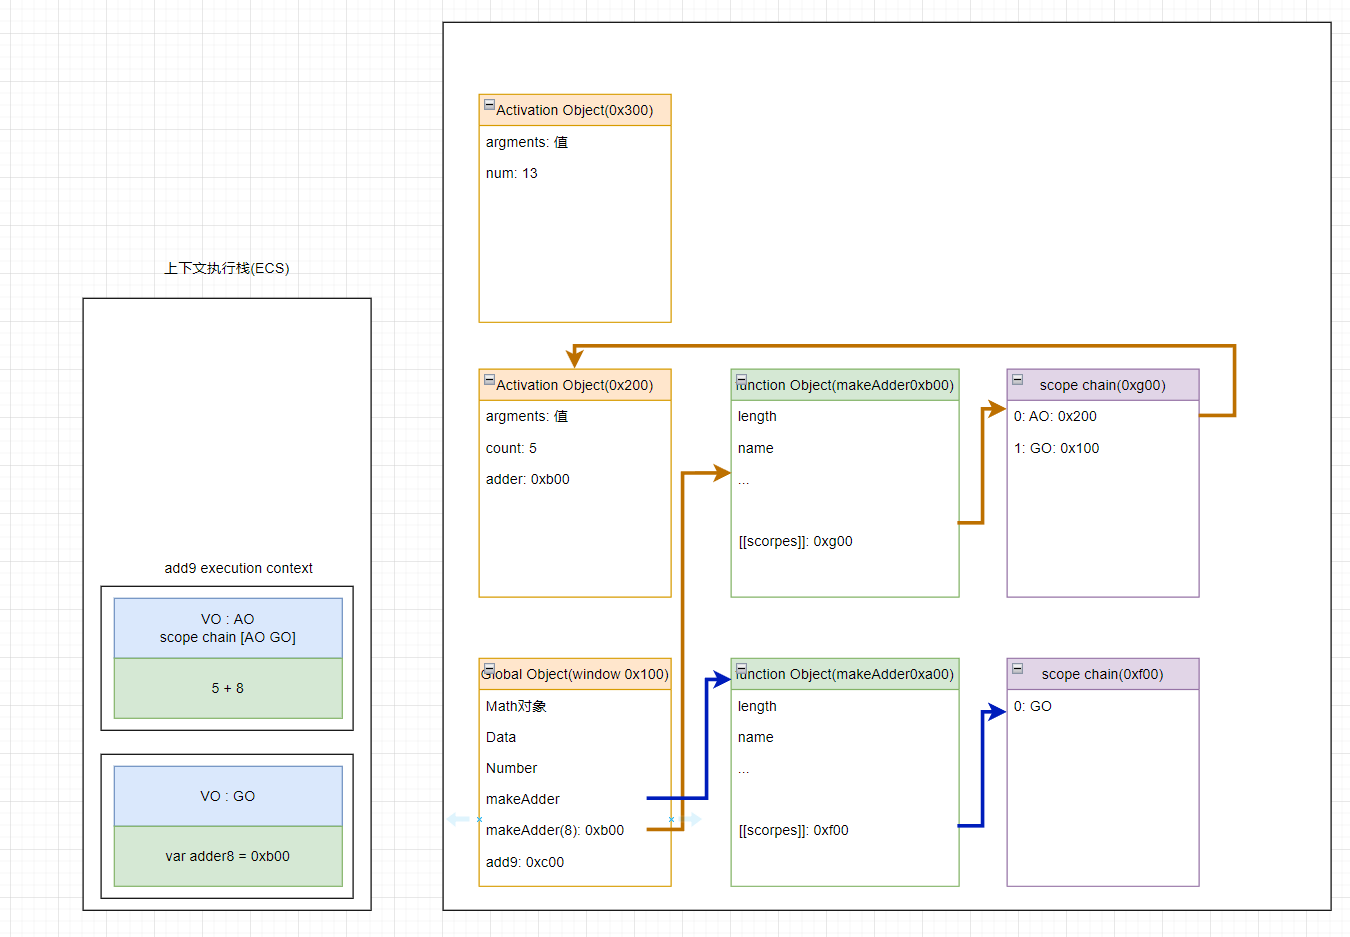 上下文执行栈(ECS)
add9 execution context
VO : AO
scope chain [AO GO]
5 + 8
VO : GO
var adder8 = 0xb00
Activation Object(0x300)
argments: 值
num: 13
Activation Object(0x200)
argments: 值
count: 5
adder: 0xb00
function Object(makeAdder0xb00)
length
name
...
[[scorpes]]: 0xg00
scope chain(0xg00)
0: AO: 0x200
1: GO: 0x100
Global Object(window 0x100)
Math对象
Data
Number
makeAdder
makeAdder(8): 0xb00
add9: 0xc00
function Object(makeAdder0xa00)
length
name
...
[[scorpes]]: 0xf00
scope chain(0xf00)
0: GO